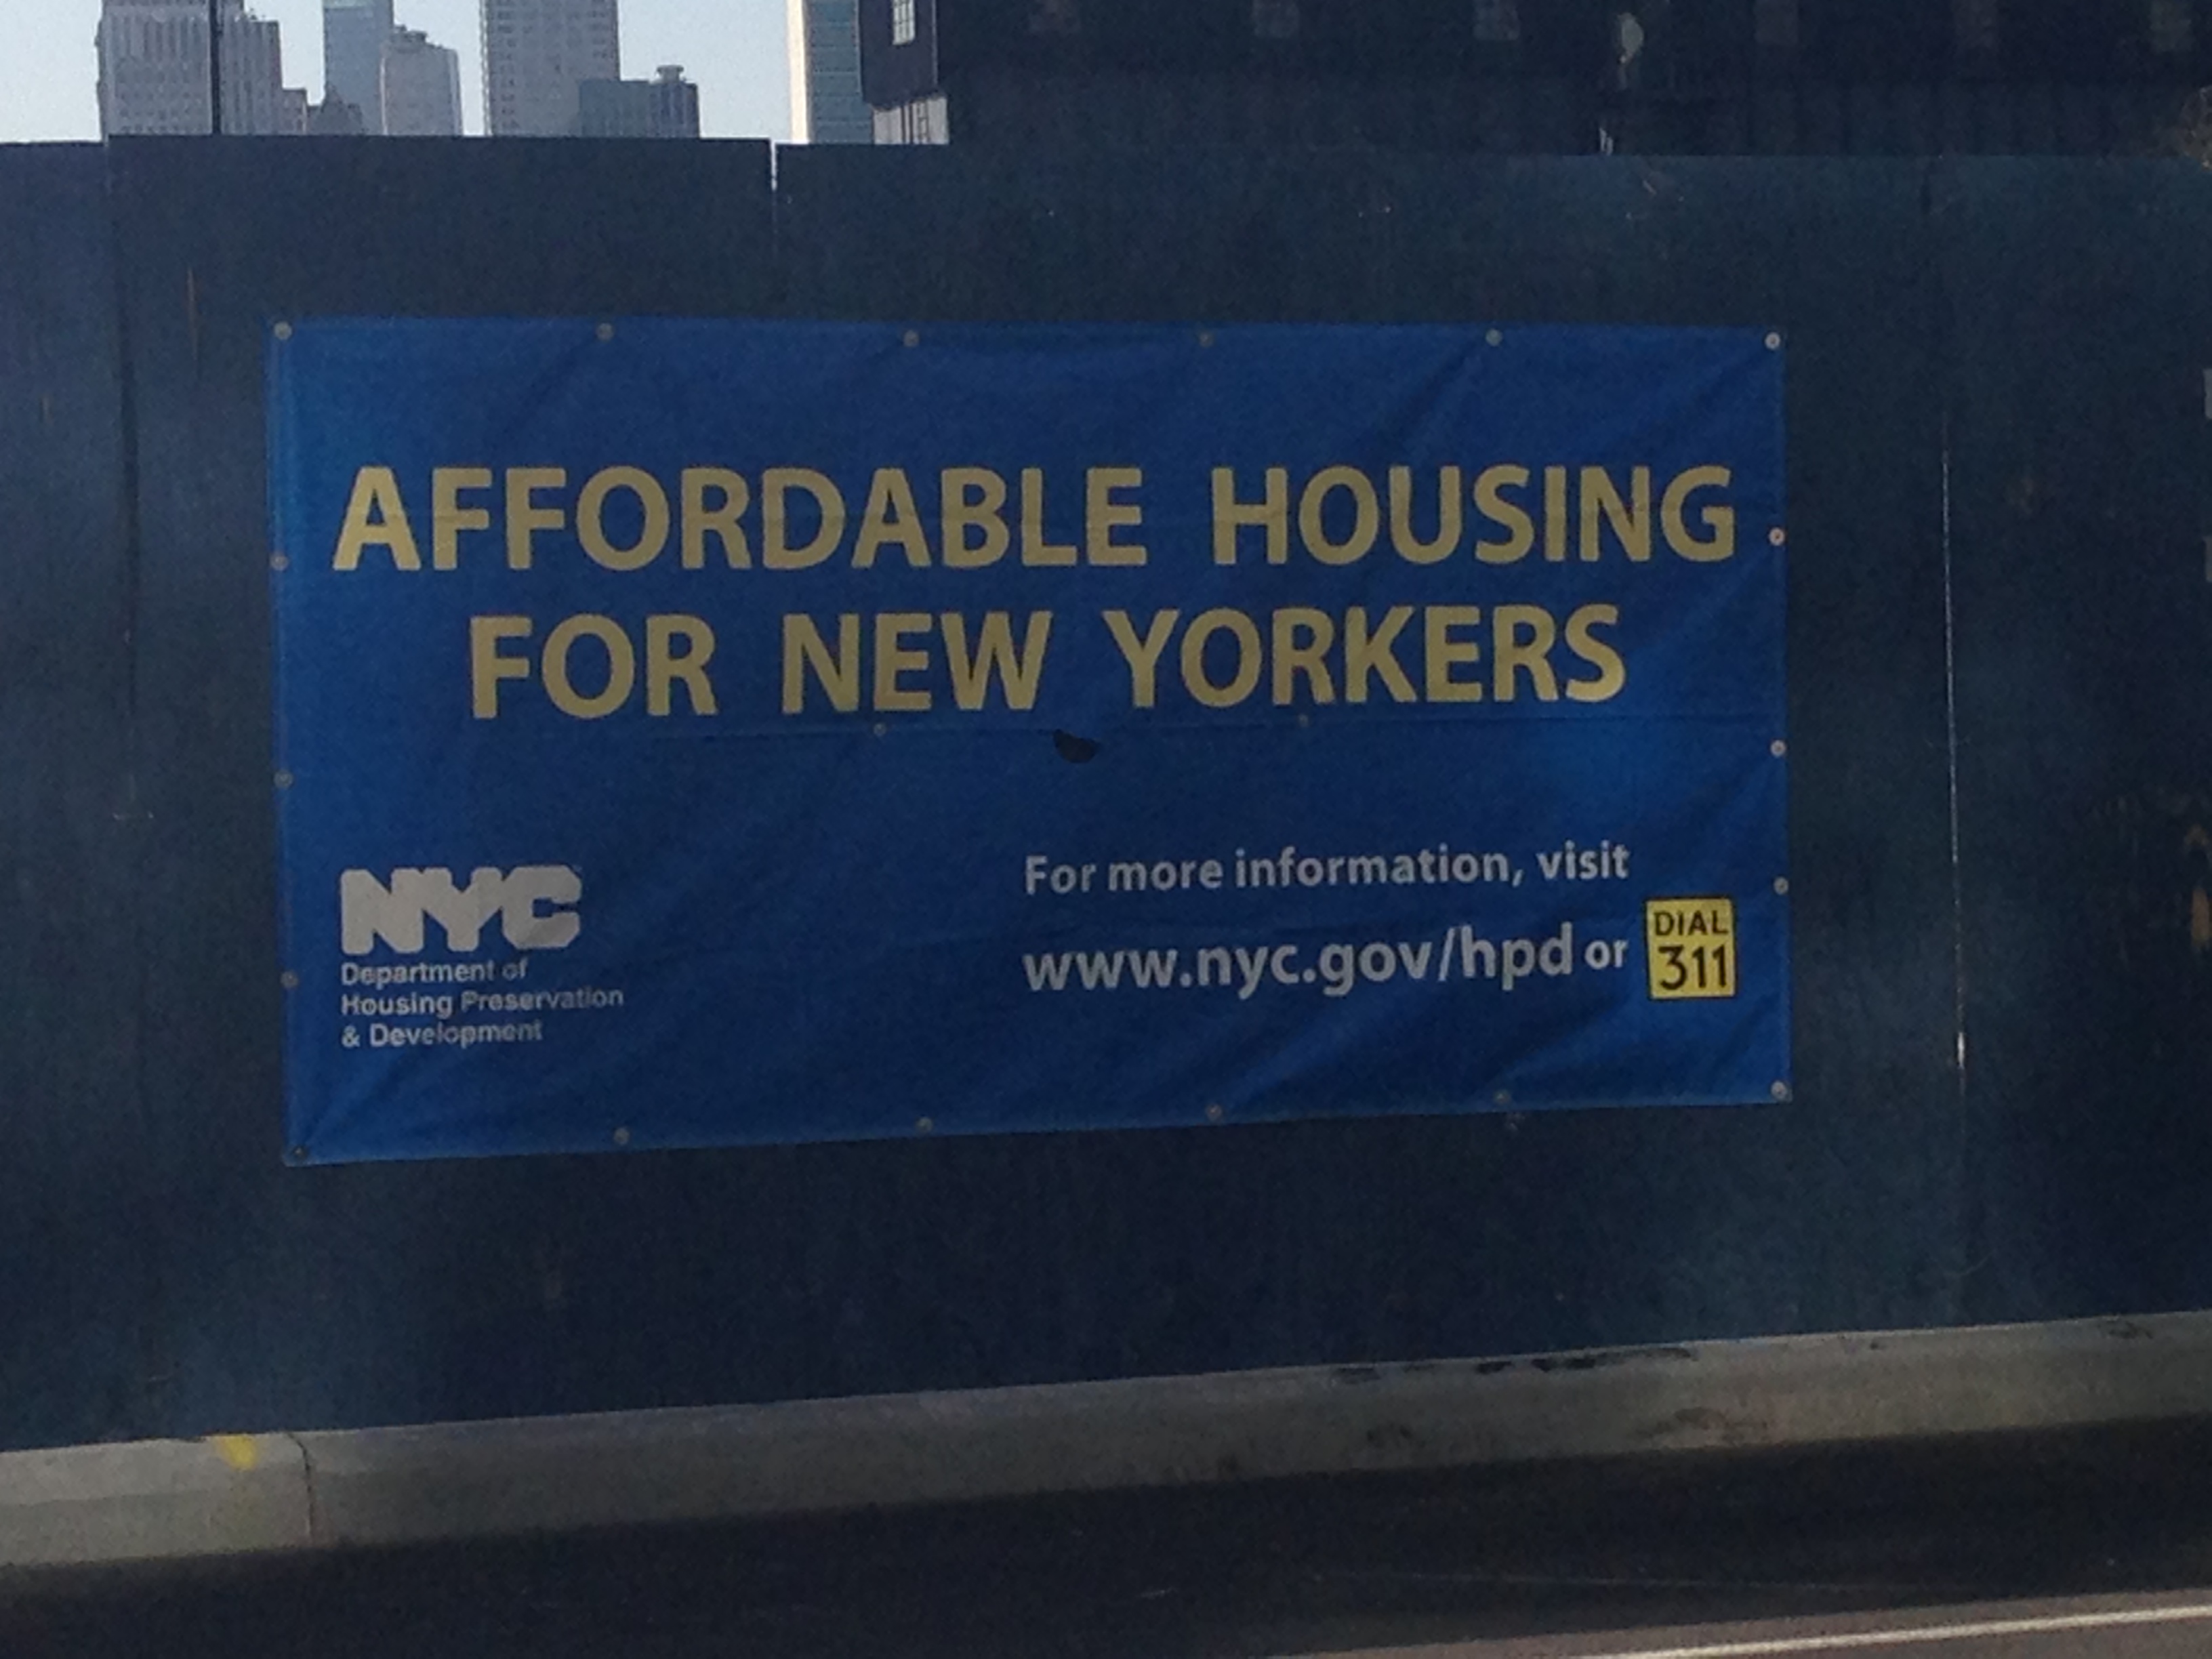 AFFORDABLE HOUSING
FOR NEW YORKERS
NYC
Department of
Housing Preservation
& Development
For more information, visit
www.nyc.gov/hpd or
DIAL
311